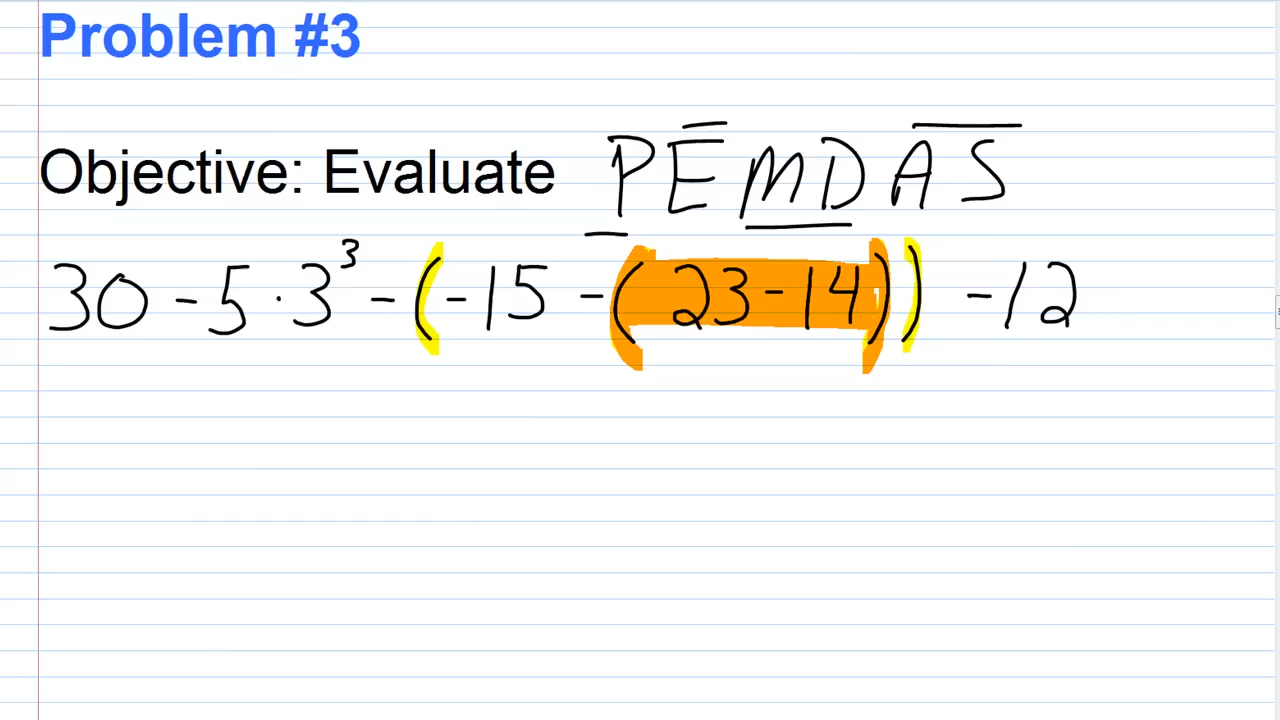 Problem #3
Objective: Evaluate PEMDAS
30 - 5 · 3³ - (-15 - (23 - 14)) - 12